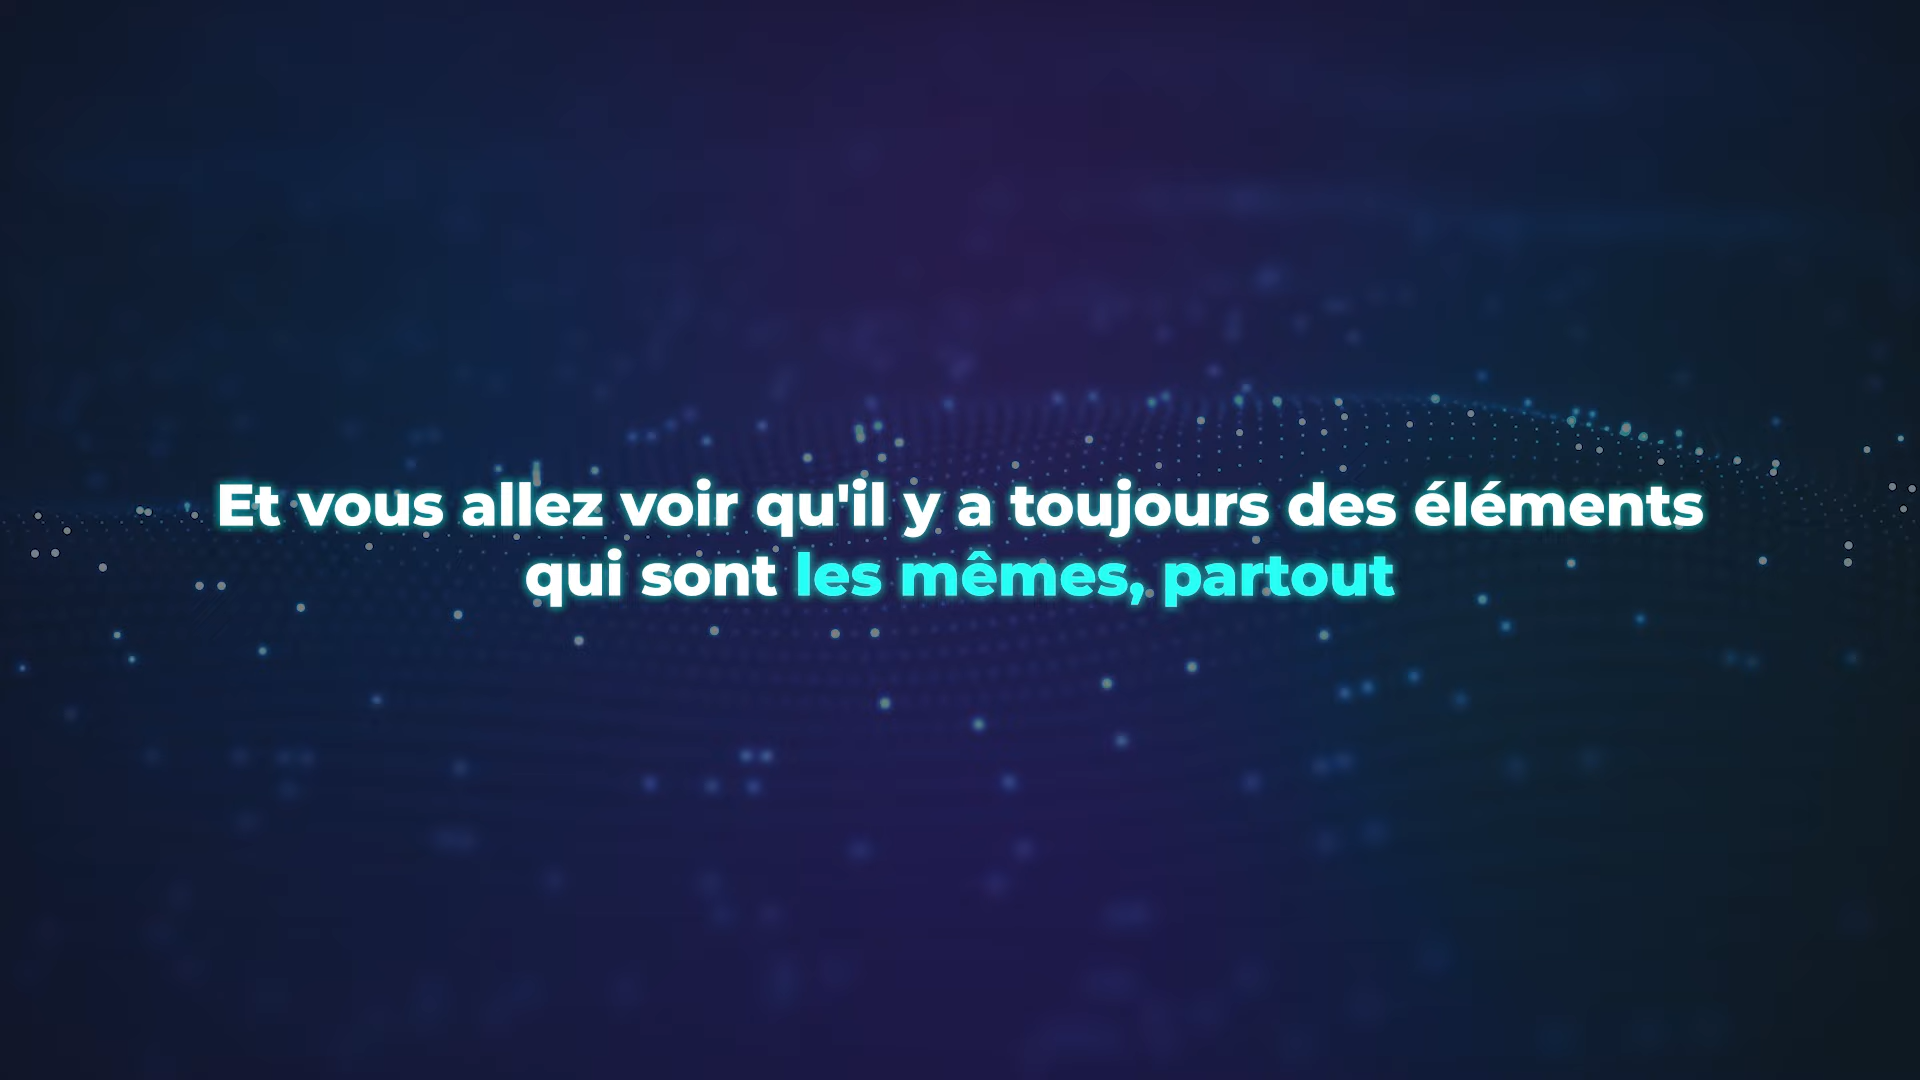 Et vous allez voir qu'il y a toujours des éléments
qui sont les mêmes, partout